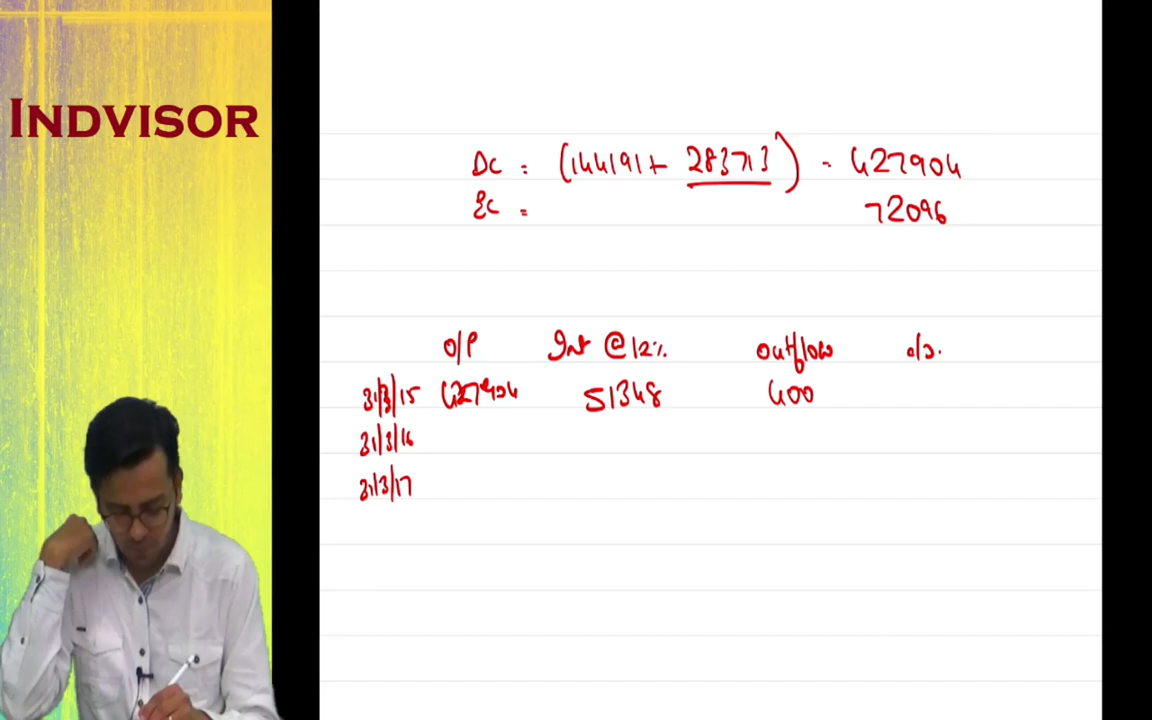 INDVISOR
DC = (144191+ 283713) = 427904
EC = 72096
O/P Int @12% outflow
31/3/15 427904 51348 400
31/3/16
31/3/17